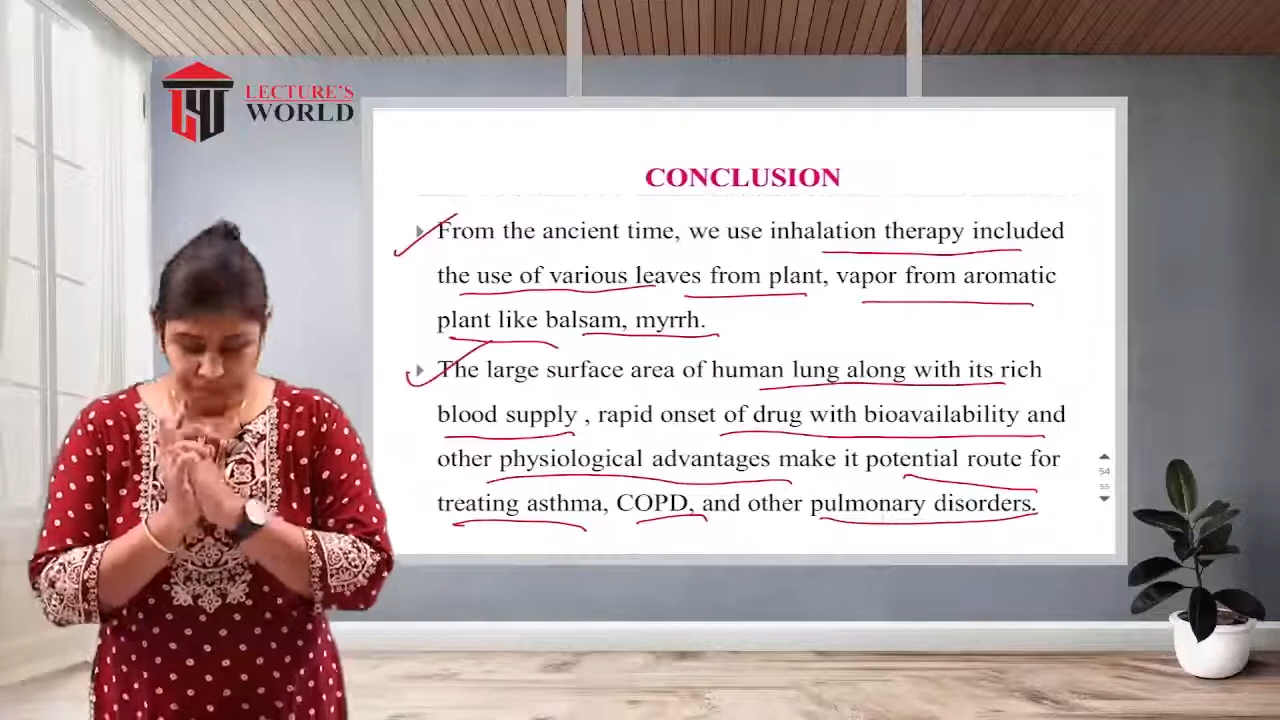 LECTURE'S
WORLD
CONCLUSION
From the ancient time, we use inhalation therapy included
the use of various leaves from plant, vapor from aromatic
plant like balsam, myrrh.
The large surface area of human lung along with its rich
blood supply , rapid onset of drug with bioavailability and
other physiological advantages make it potential route for
treating asthma, COPD, and other pulmonary disorders.
54
55